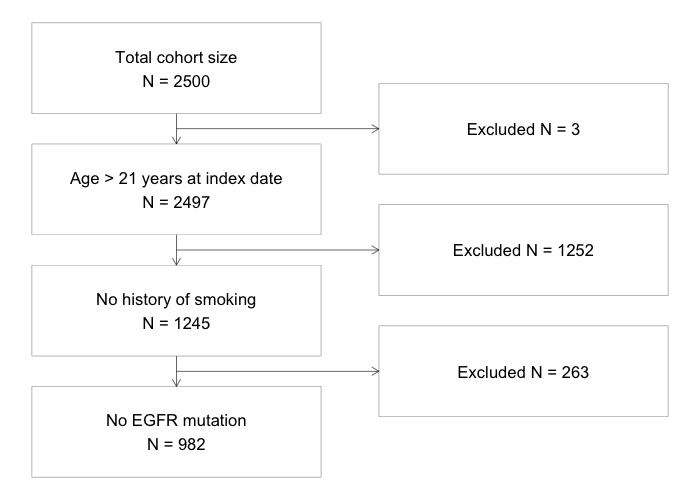 Total cohort size
N = 2500
Excluded N = 3
Age > 21 years at index date
N = 2497
Excluded N = 1252
No history of smoking
N = 1245
Excluded N = 263
No EGFR mutation
N = 982